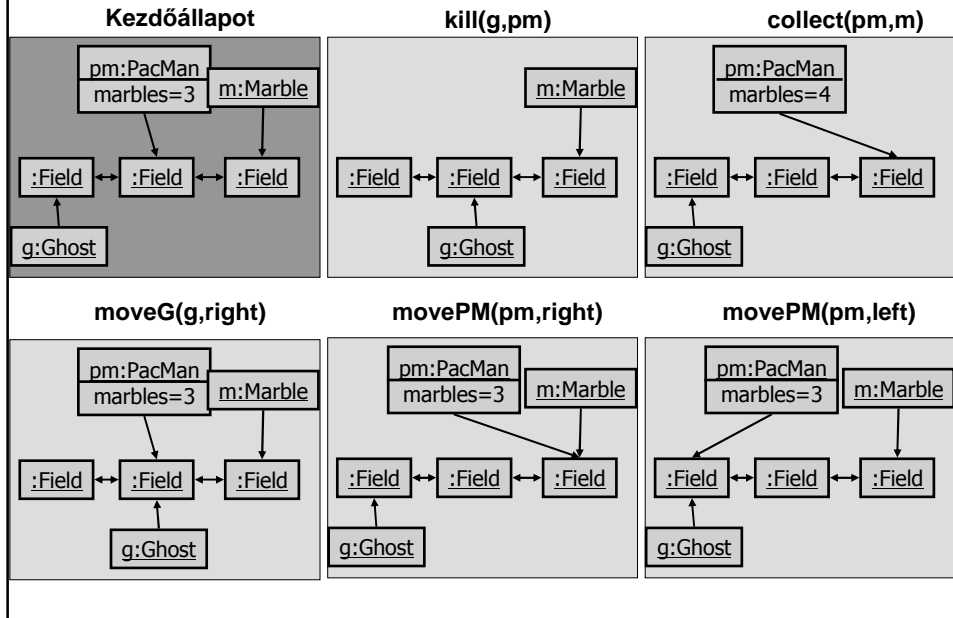 Kezdőállapot
pm:PacMan
marbles=3
m:Marble
:Field
:Field
:Field
g:Ghost
kill(g,pm)
m:Marble
:Field
:Field
:Field
g:Ghost
collect(pm,m)
pm:PacMan
marbles=4
:Field
:Field
:Field
g:Ghost
moveG(g,right)
pm:PacMan
marbles=3
m:Marble
:Field
:Field
:Field
g:Ghost
movePM(pm,right)
pm:PacMan
marbles=3
m:Marble
:Field
:Field
:Field
g:Ghost
movePM(pm,left)
pm:PacMan
marbles=3
m:Marble
:Field
:Field
:Field
g:Ghost